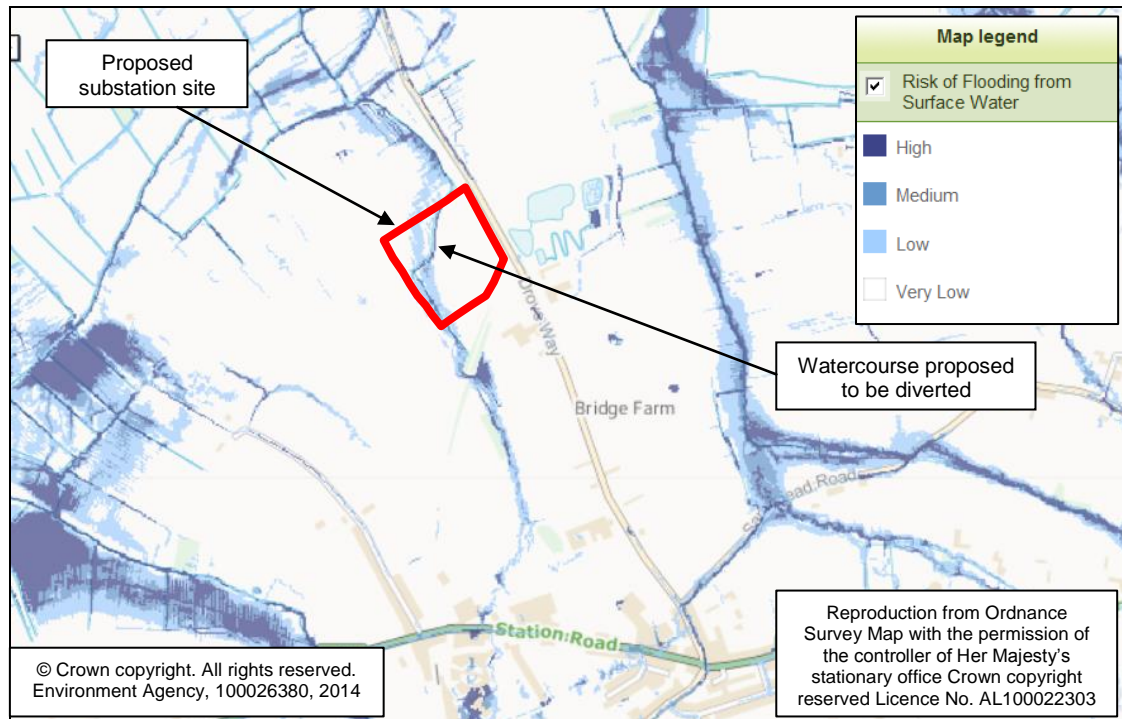 Proposed
substation site
Map legend
Risk of Flooding from
Surface Water
High
Medium
Low
Very Low
Drove Way
Watercourse proposed
to be diverted
Bridge Farm
Road
Station Road
© Crown copyright. All rights reserved.
Environment Agency, 100026380, 2014
Reproduction from Ordnance
Survey Map with the permission of
the controller of Her Majesty's
stationary office Crown copyright
reserved Licence No. AL100022303